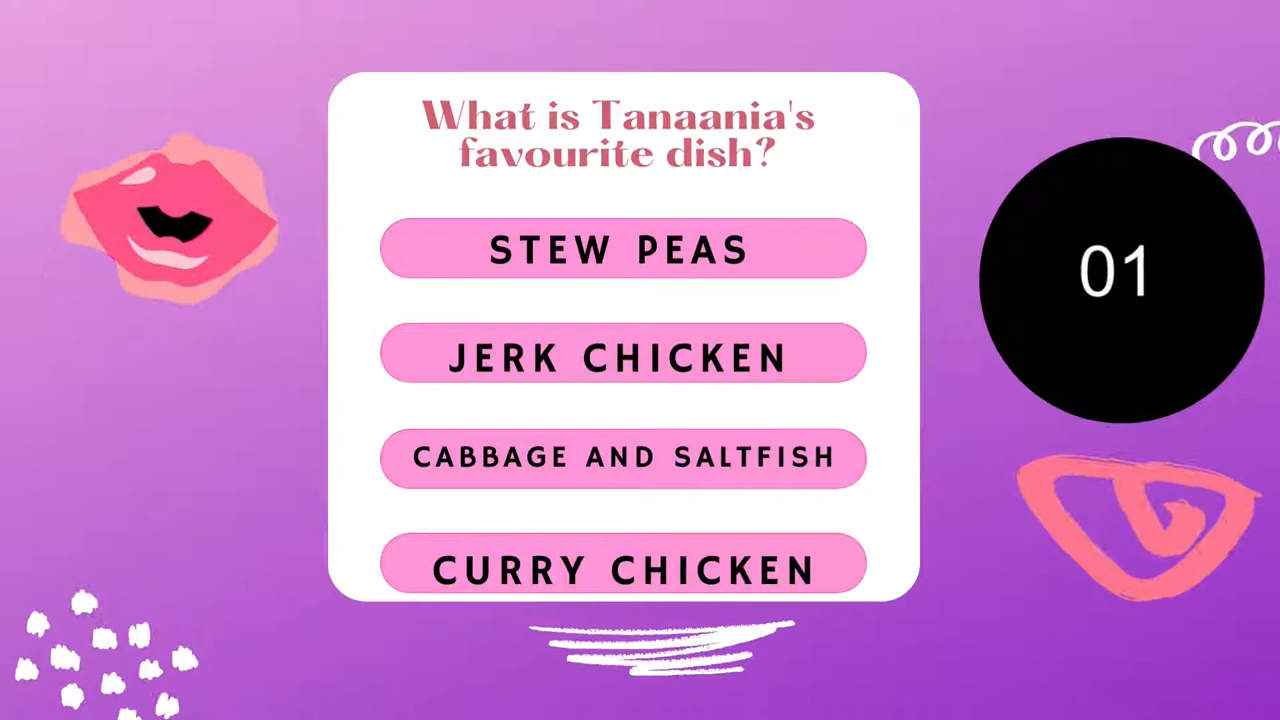 What is Tanaania's
favourite dish?
STEW PEAS
JERK CHICKEN
CABBAGE AND SALTFISH
CURRY CHICKEN
01